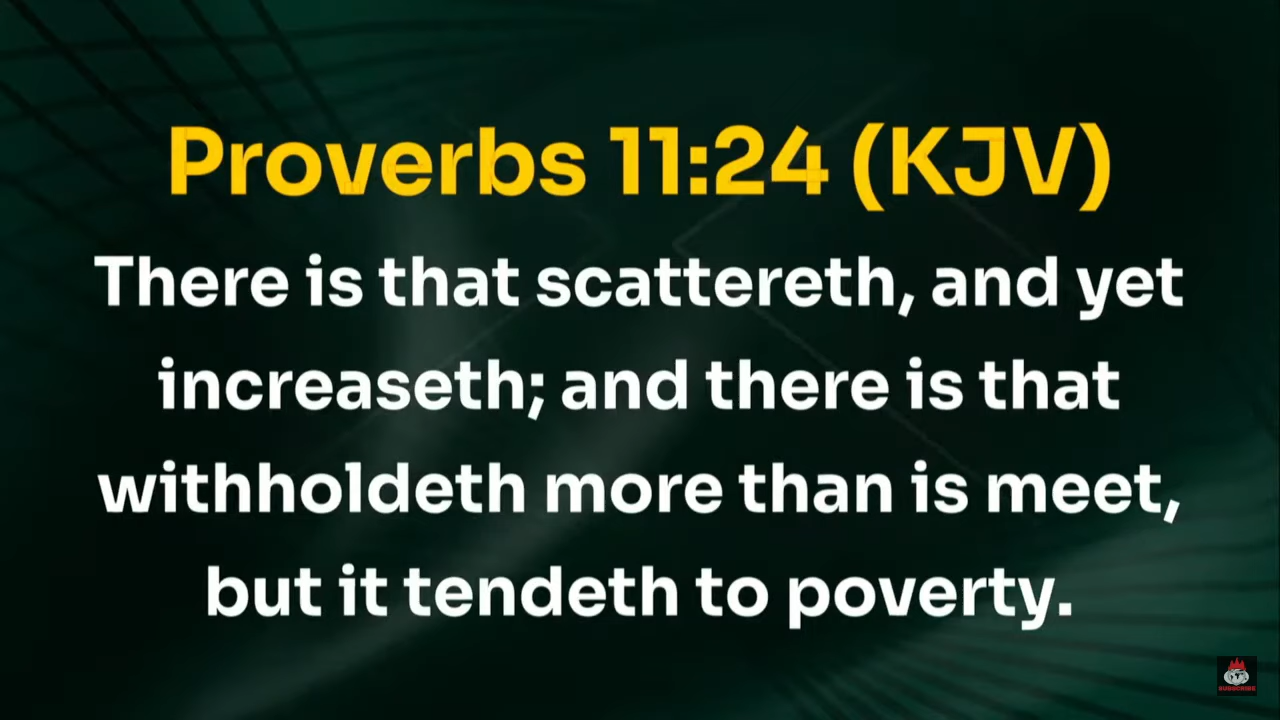 Proverbs 11:24 (KJV)
There is that scattereth, and yet
increaseth; and there is that
withholdeth more than is meet,
but it tendeth to poverty.
SUBSCRIBE